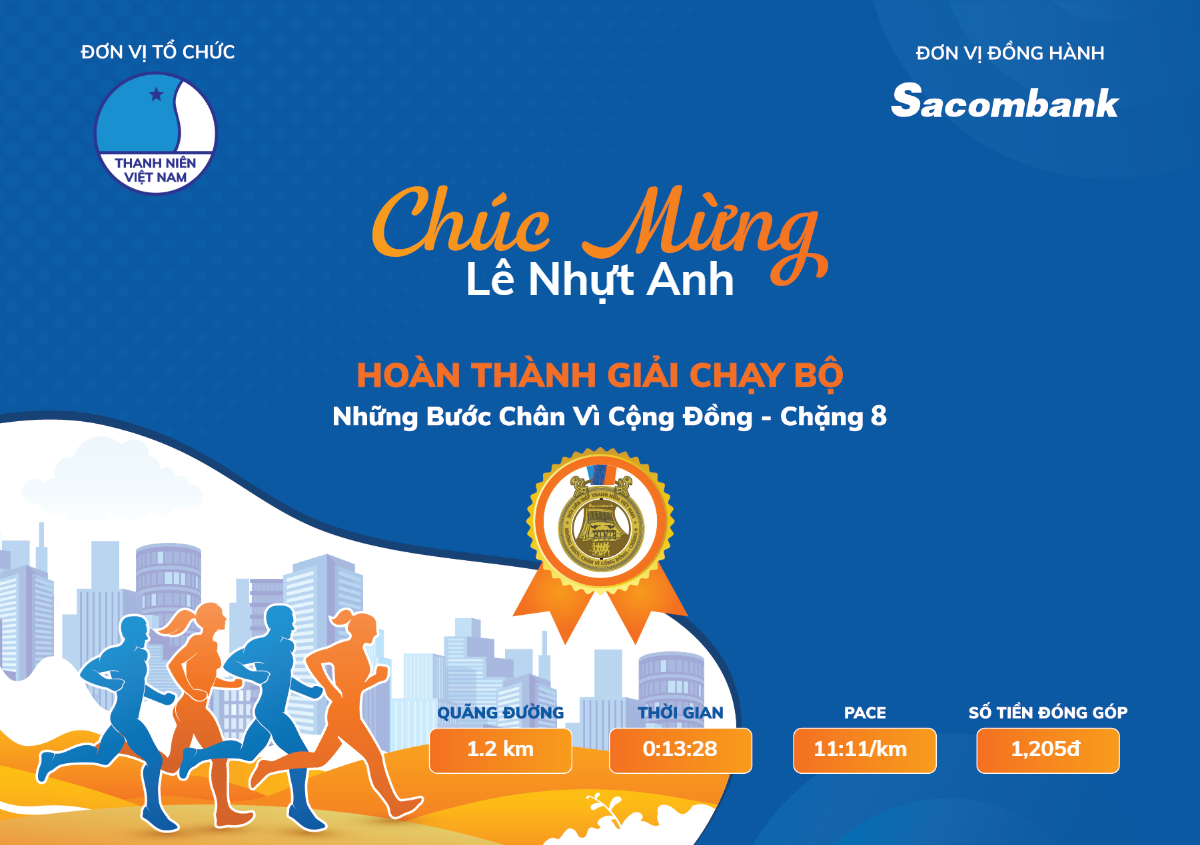 ĐƠN VỊ TỔ CHỨC
THANH NIÊN
VIỆT NAM
ĐƠN VỊ ĐỒNG HÀNH
Sacombank
Chúc Mừng
Lê Nhựt Anh
HOÀN THÀNH GIẢI CHẠY BỘ
Những Bước Chân Vì Cộng Đồng - Chặng 8
QUÃNG ĐƯỜNG
1.2 km
THỜI GIAN
0:13:28
PACE
11:11/km
SỐ TIỀN ĐÓNG GÓP
1,205đ